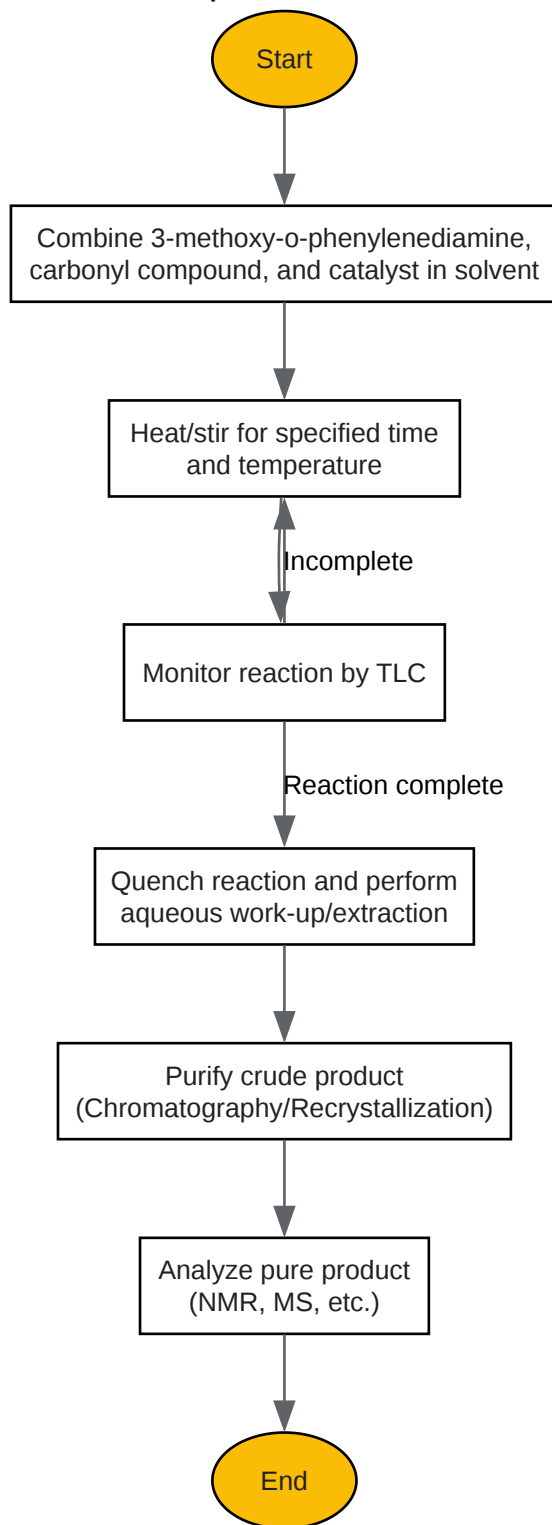 Start
Combine 3-methoxy-o-phenylenediamine,
carbonyl compound, and catalyst in solvent
Heat/stir for specified time
and temperature
Incomplete
Monitor reaction by TLC
Reaction complete
Quench reaction and perform
aqueous work-up/extraction
Purify crude product
(Chromatography/Recrystallization)
Analyze pure product
(NMR, MS, etc.)
End